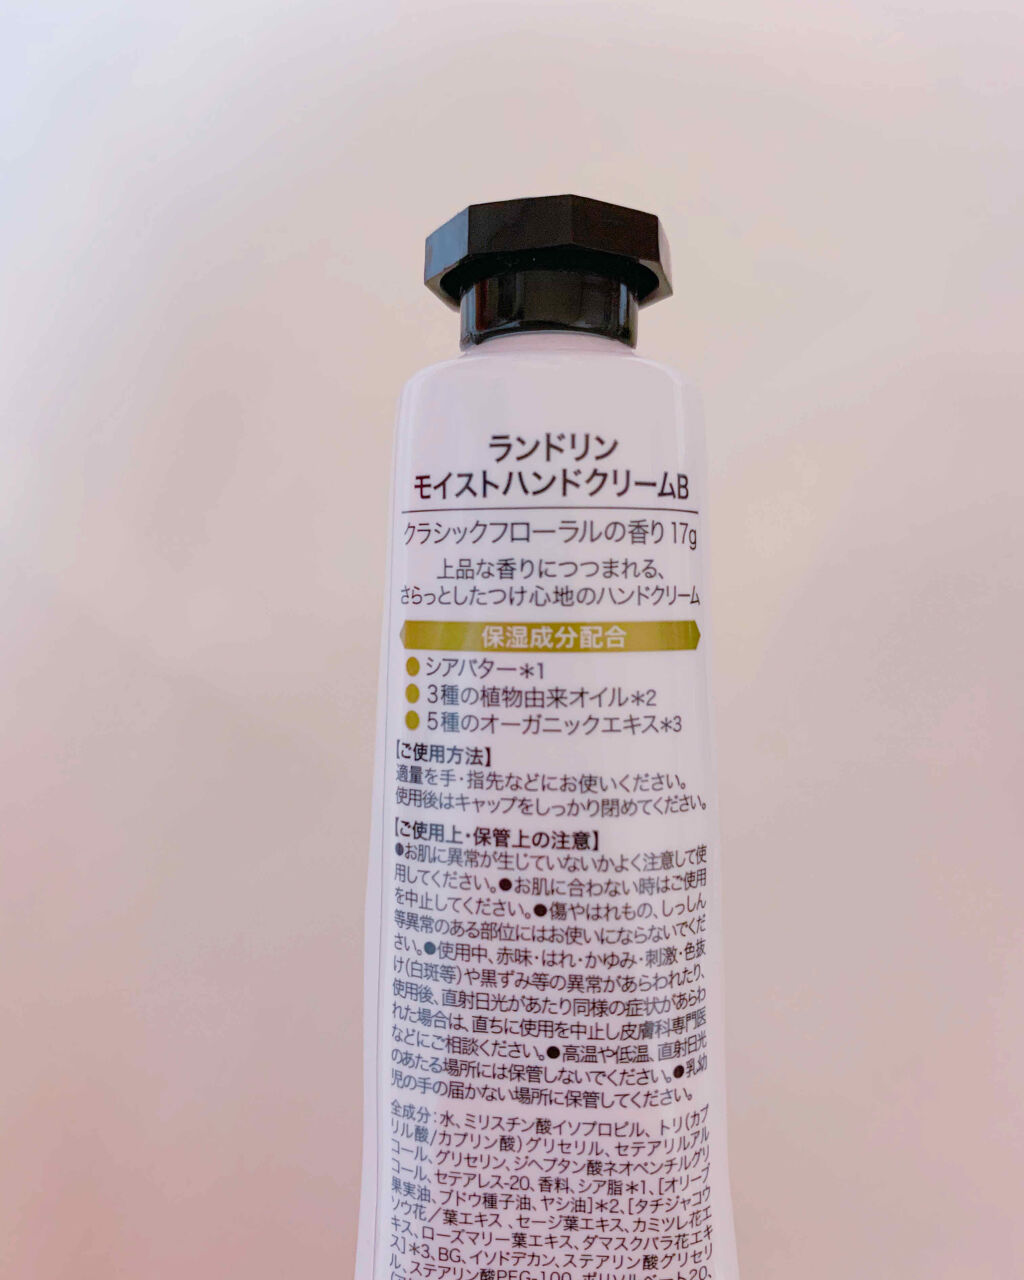 ランドリン
モイストハンドクリームB
クラシックフローラルの香り 17g
上品な香りにつつまれる、
さらっとしたつけ心地のハンドクリーム
保湿成分配合
●シアバター*1
●3種の植物由来オイル*2
●5種のオーガニックエキス*3
【ご使用方法】
適量を手・指先などにお使いください。
使用後はキャップをしっかり閉めてください。
【ご使用上・保管上の注意】
●お肌に異常が生じていないかよく注意して使
用してください。●お肌に合わない時はご使用
を中止してください。●傷やはれもの、しっしん
等異常のある部位にはお使いにならないでくだ
さい。●使用中、赤味・はれ・かゆみ・刺激・色抜
け(白斑等)や黒ずみ等の異常があらわれたり、
使用後、直射日光があたり同様の症状があらわ
れた場合は、直ちに使用を中止し皮膚科専門医
などにご相談ください。●高温や低温、直射日光
のあたる場所には保管しないでください。●乳幼
児の手の届かない場所に保管してください。
全成分:水、ミリスチン酸イソプロピル、トリ(カプ
リル酸/カプリン酸)グリセリル、セテアリルアル
コール、グリセリン、ジヘプタン酸ネオペンチルグリ
コール、セテアレス-20、香料、シア脂*1、[オリーブ
果実油、ブドウ種子油、ヤシ油]*2、[タチジャコウ
ソウ花/葉エキス、セージ葉エキス、カミツレ花エ
キス、ローズマリー葉エキス、ダマスクバラ花エキ
ス]*3、BG、イソドデカン、ステアリン酸グリセリ
ル、ステアリン酸PEG-100、ポリソルベート20、